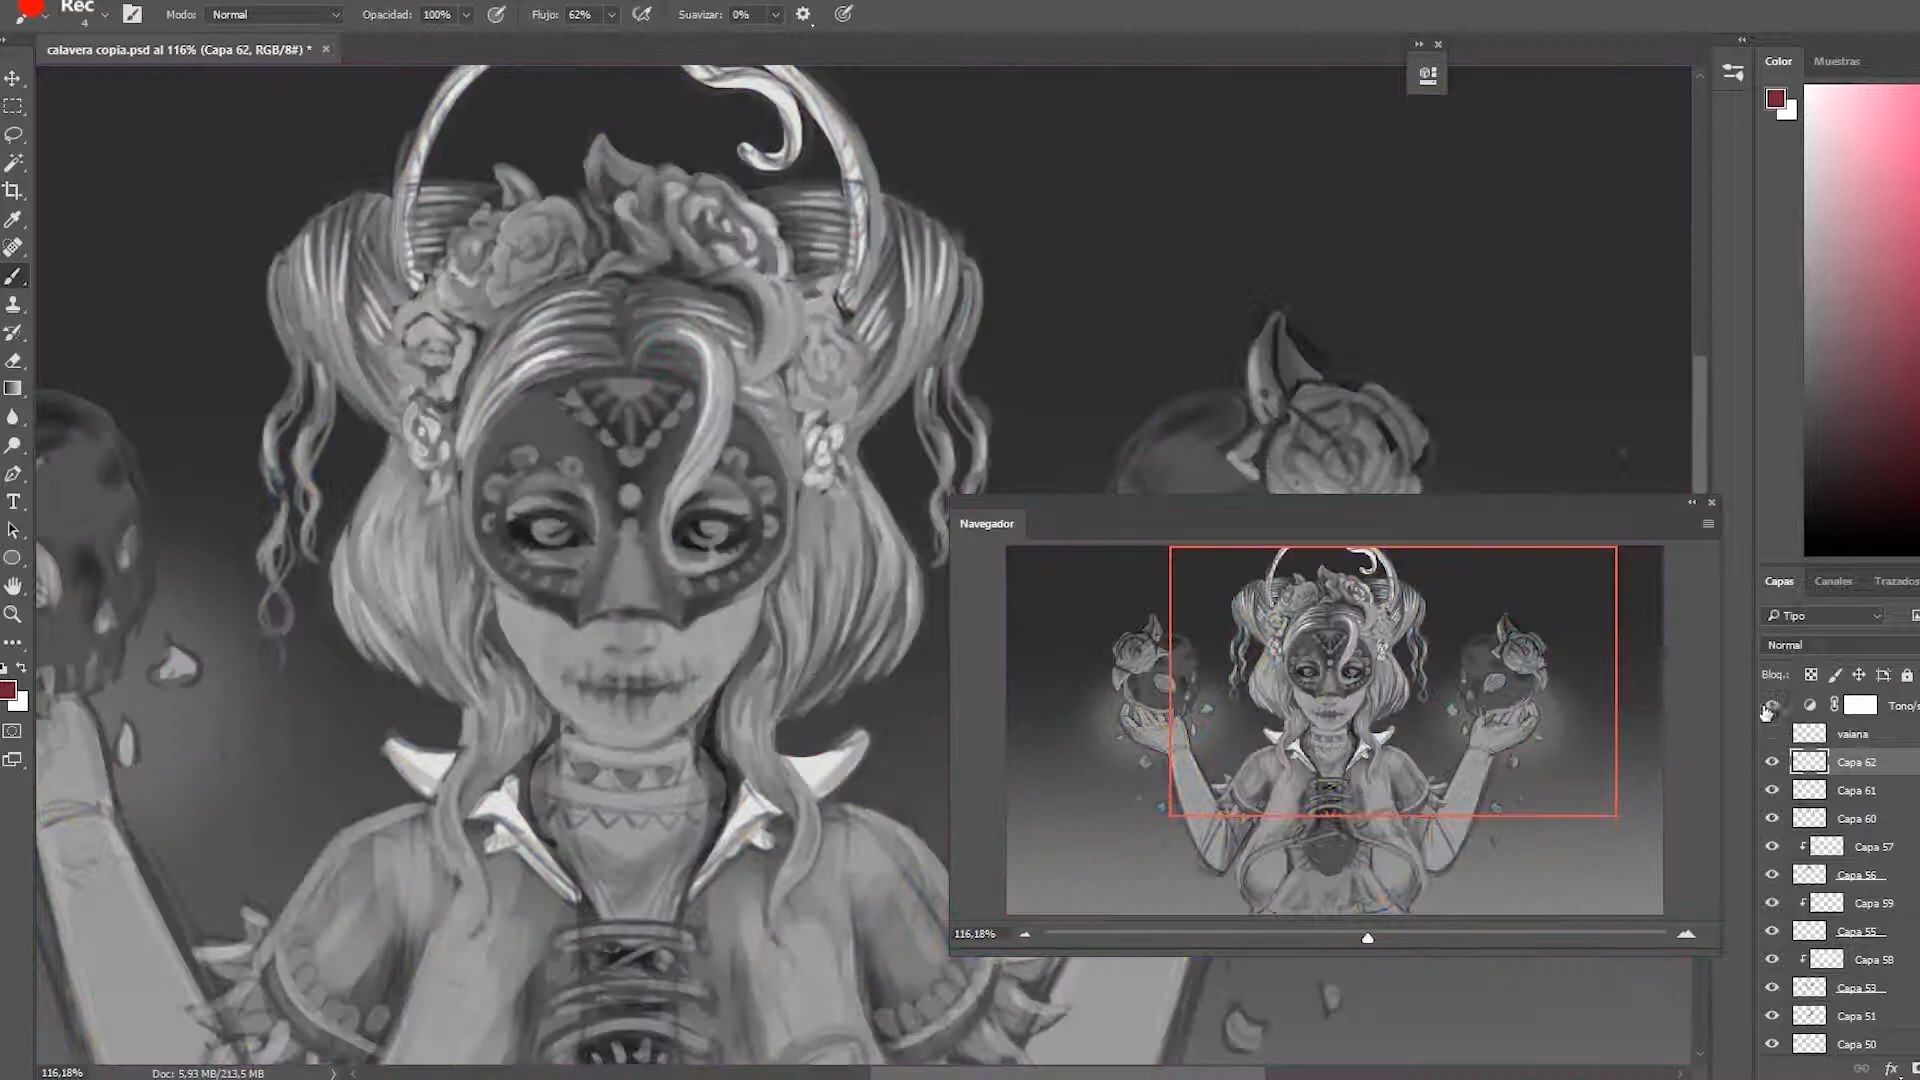 Rec
4
Modo: Normal
Opacidad: 100%
Flujo: 62%
Suavizar: 0%
calavera copia.psd al 116% (Capa 62, RGB/8#) *
Color
Muestras
Navegador
116,18%
Capas
Canales
Trazados
Tipo
Normal
Bloq.:
Tono/s
vaiana
Capa 62
Capa 61
Capa 60
Capa 57
Capa 56
Capa 59
Capa 55
Capa 58
Capa 53
Capa 51
Capa 50
fx
116,18%
Doc: 5,93 MB/213,5 MB